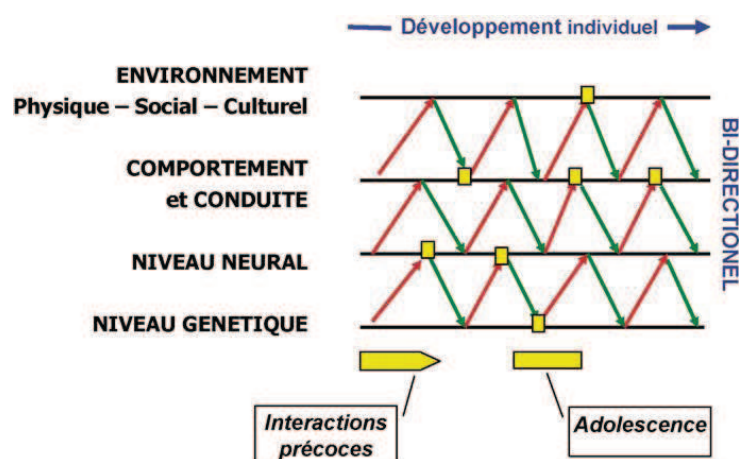 Développement individuel
ENVIRONNEMENT
Physique – Social – Culturel
COMPORTEMENT
et CONDUITE
NIVEAU NEURAL
NIVEAU GENETIQUE
BI-DIRECTIONEL
Interactions
précoces
Adolescence